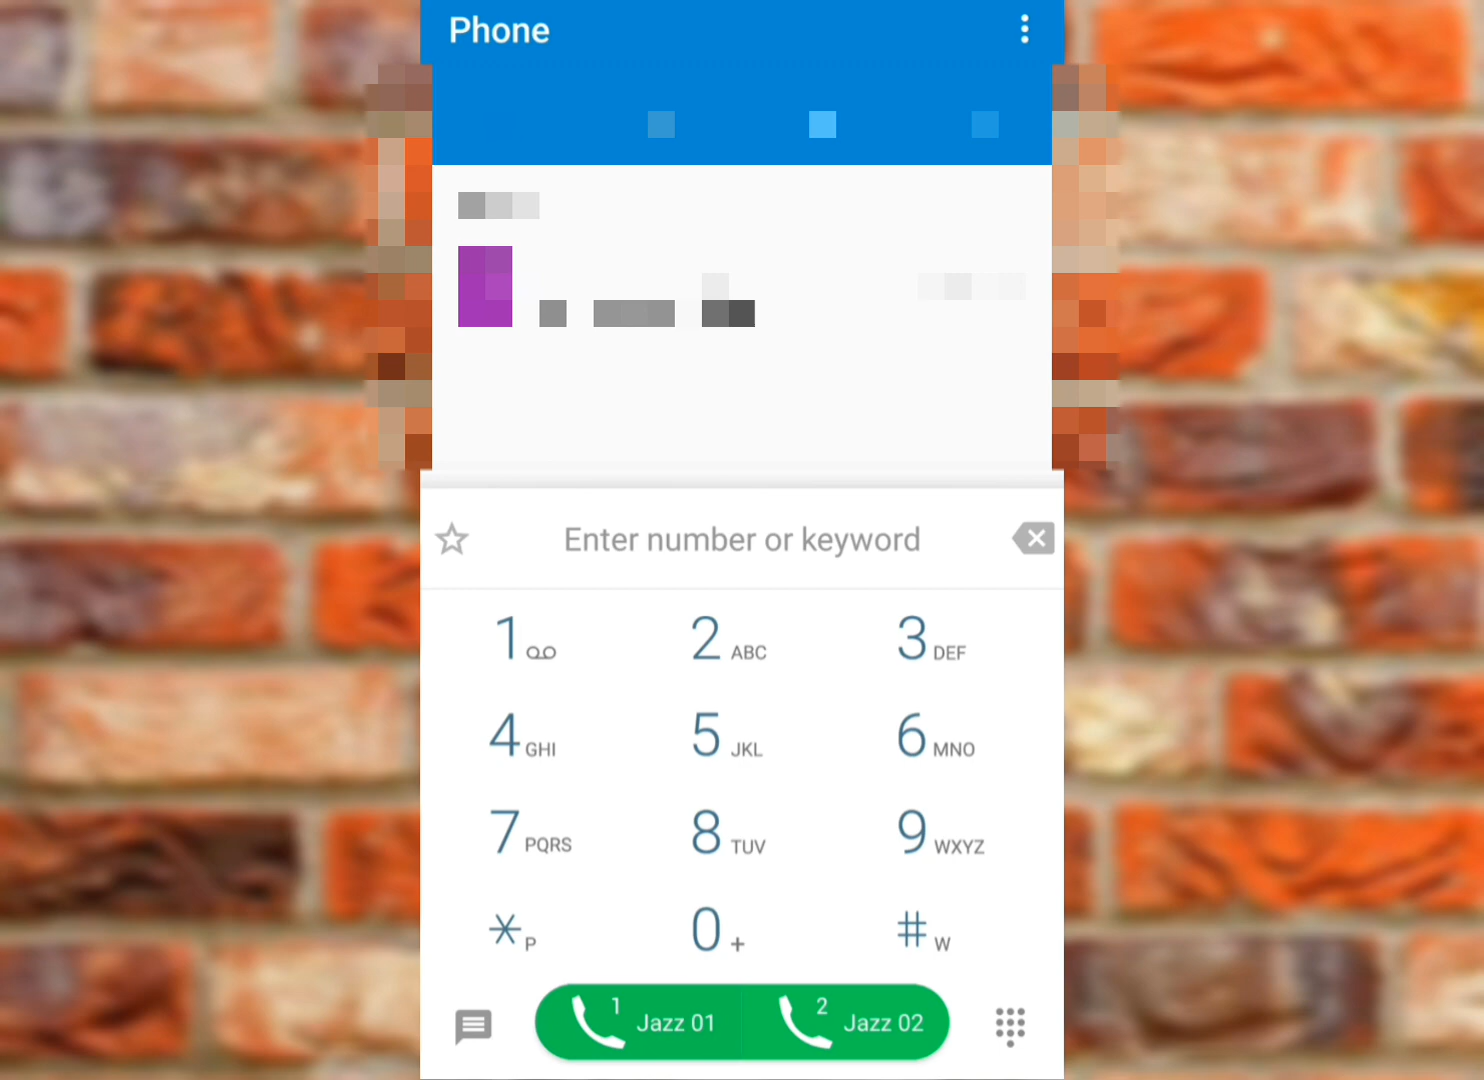 Phone
Enter number or keyword
1
2 ABC
3 DEF
4 GHI
5 JKL
6 MNO
7 PQRS
8 TUV
9 WXYZ
* P
0 +
# W
1 Jazz 01
2 Jazz 02